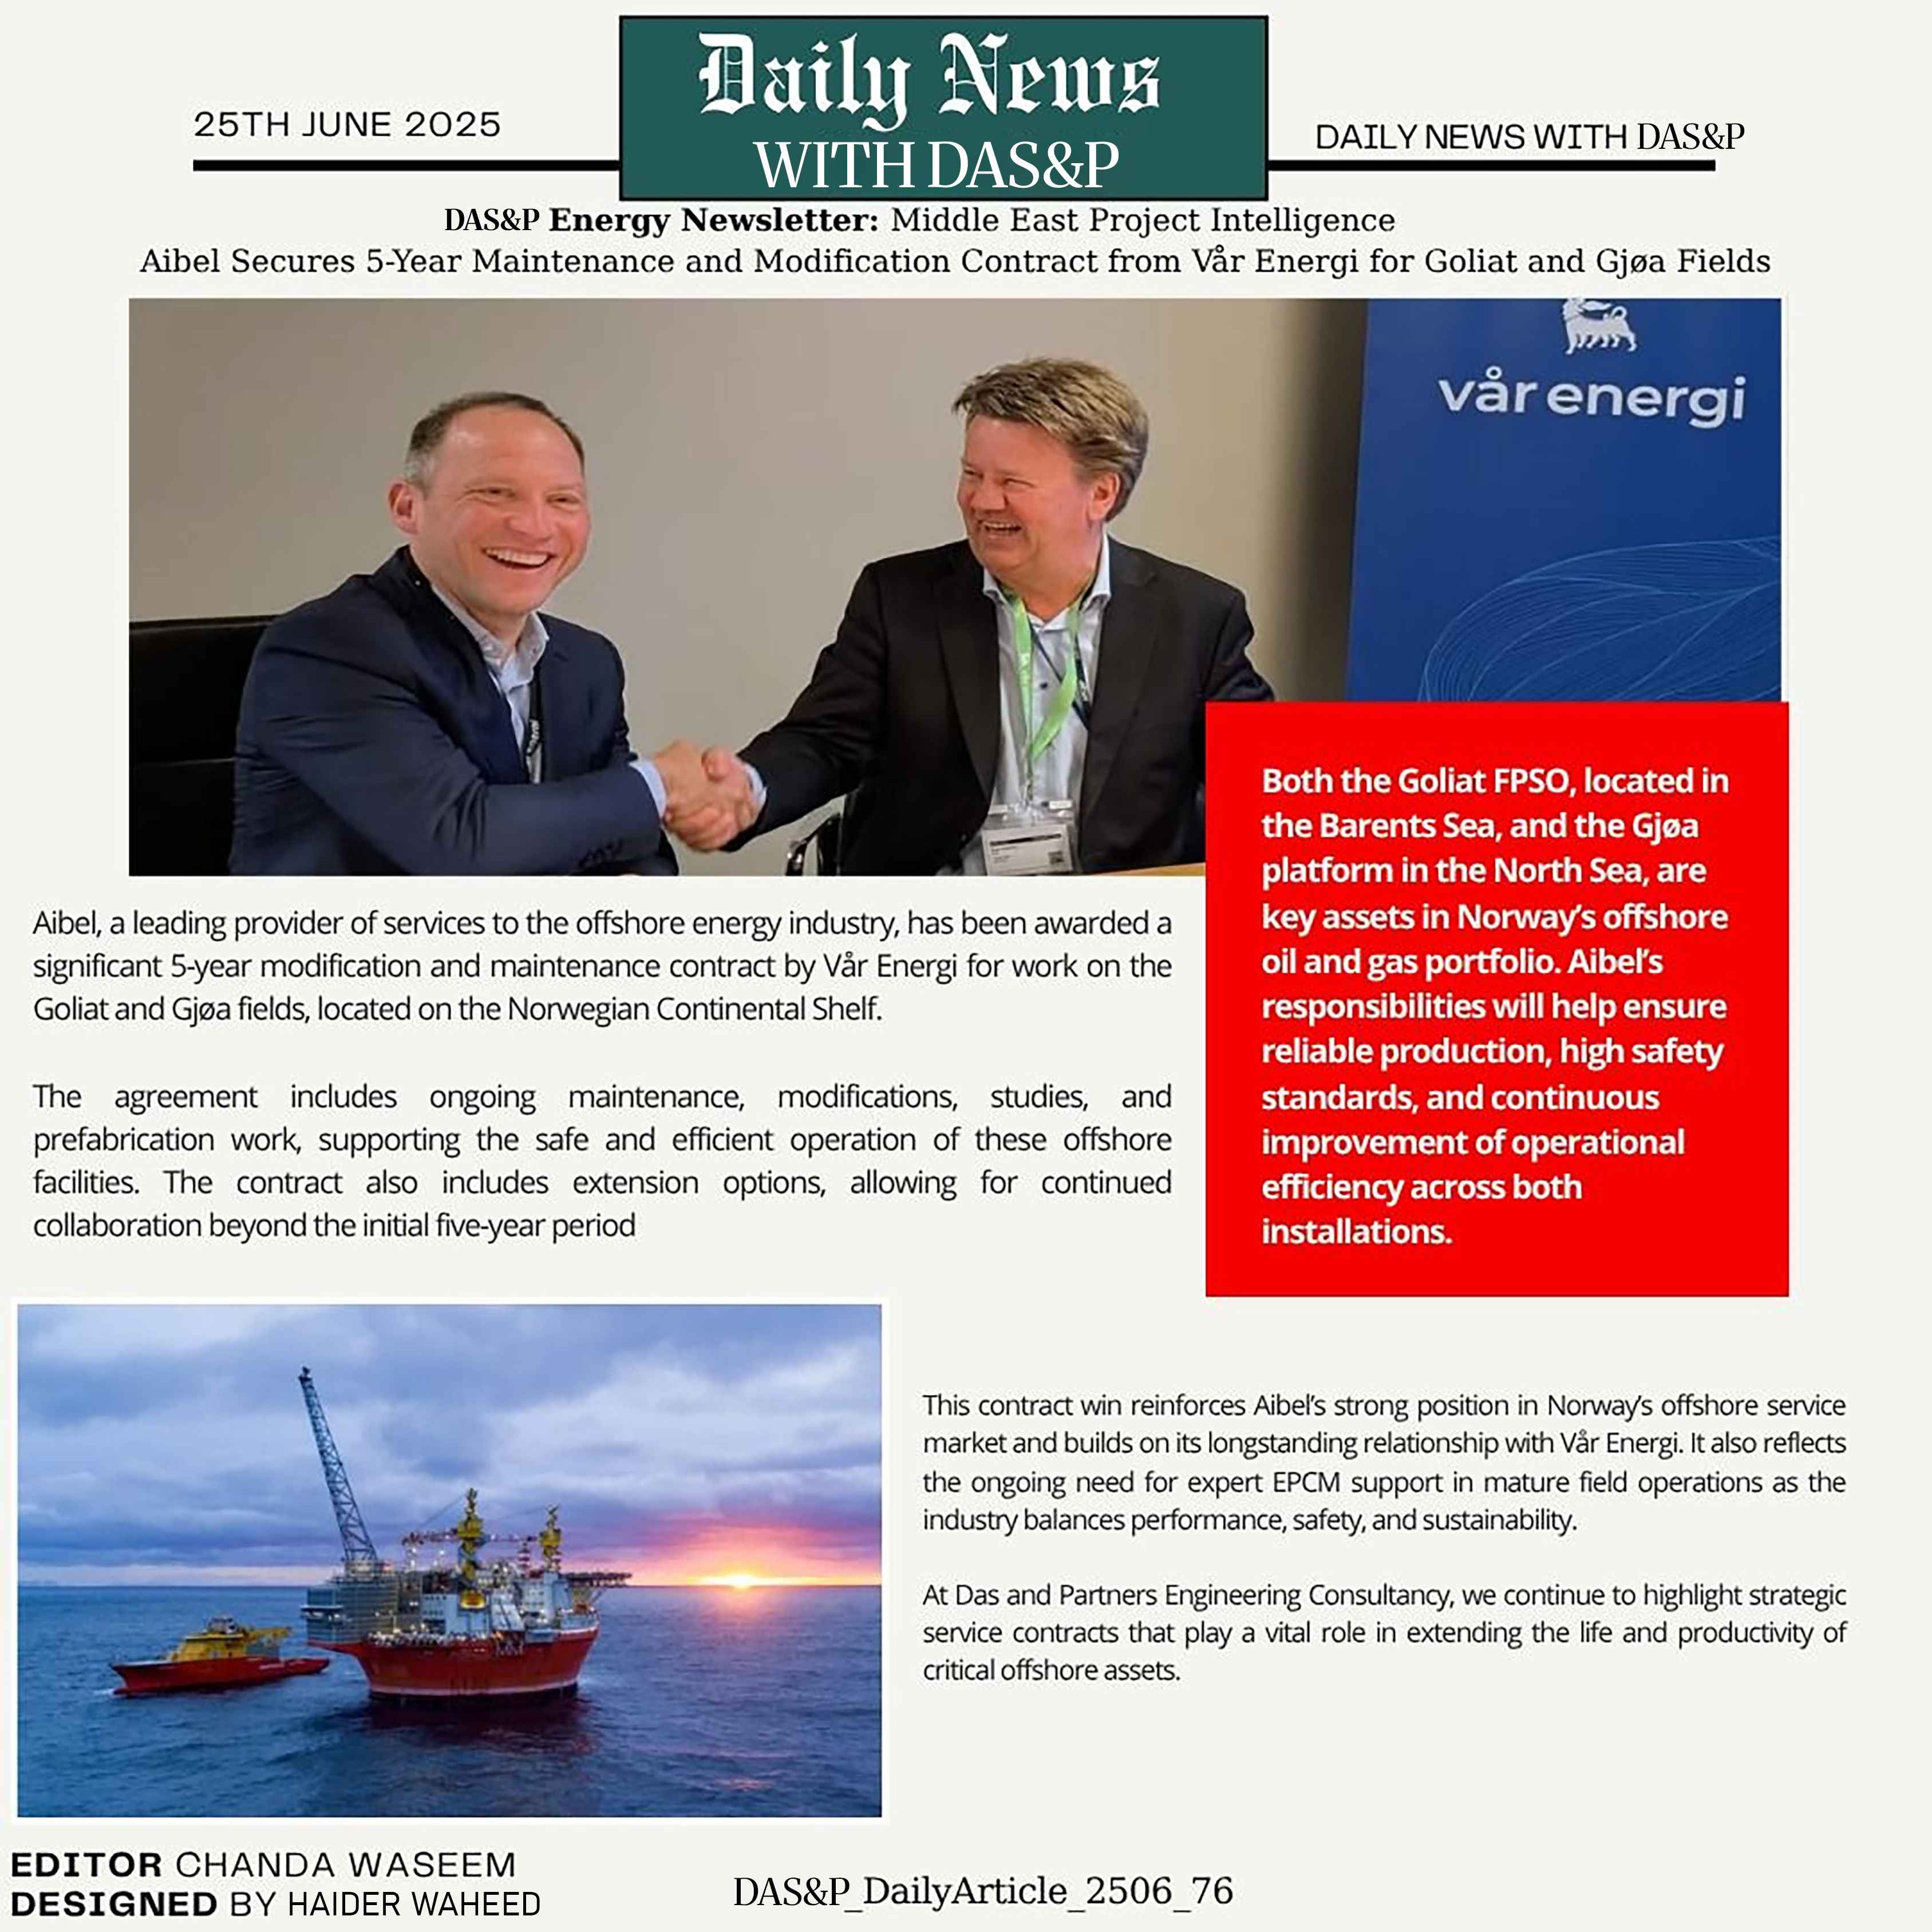 Daily News
WITH DAS&P
25TH JUNE 2025
DAILY NEWS WITH DAS&P
DAS&P Energy Newsletter: Middle East Project Intelligence
Aibel Secures 5-Year Maintenance and Modification Contract from Vår Energi for Goliat and Gjøa Fields
vår energi
Both the Goliat FPSO, located in
the Barents Sea, and the Gjøa
platform in the North Sea, are
key assets in Norway’s offshore
oil and gas portfolio. Aibel’s
responsibilities will help ensure
reliable production, high safety
standards, and continuous
improvement of operational
efficiency across both
installations.
Aibel, a leading provider of services to the offshore energy industry, has been awarded a
significant 5-year modification and maintenance contract by Vår Energi for work on the
Goliat and Gjøa fields, located on the Norwegian Continental Shelf.
The agreement includes ongoing maintenance, modifications, studies, and
prefabrication work, supporting the safe and efficient operation of these offshore
facilities. The contract also includes extension options, allowing for continued
collaboration beyond the initial five-year period
This contract win reinforces Aibel’s strong position in Norway’s offshore service
market and builds on its longstanding relationship with Vår Energi. It also reflects
the ongoing need for expert EPCM support in mature field operations as the
industry balances performance, safety, and sustainability.
At Das and Partners Engineering Consultancy, we continue to highlight strategic
service contracts that play a vital role in extending the life and productivity of
critical offshore assets.
EDITOR CHANDA WASEEM
DESIGNED BY HAIDER WAHEED
DAS&P_DailyArticle_2506_76